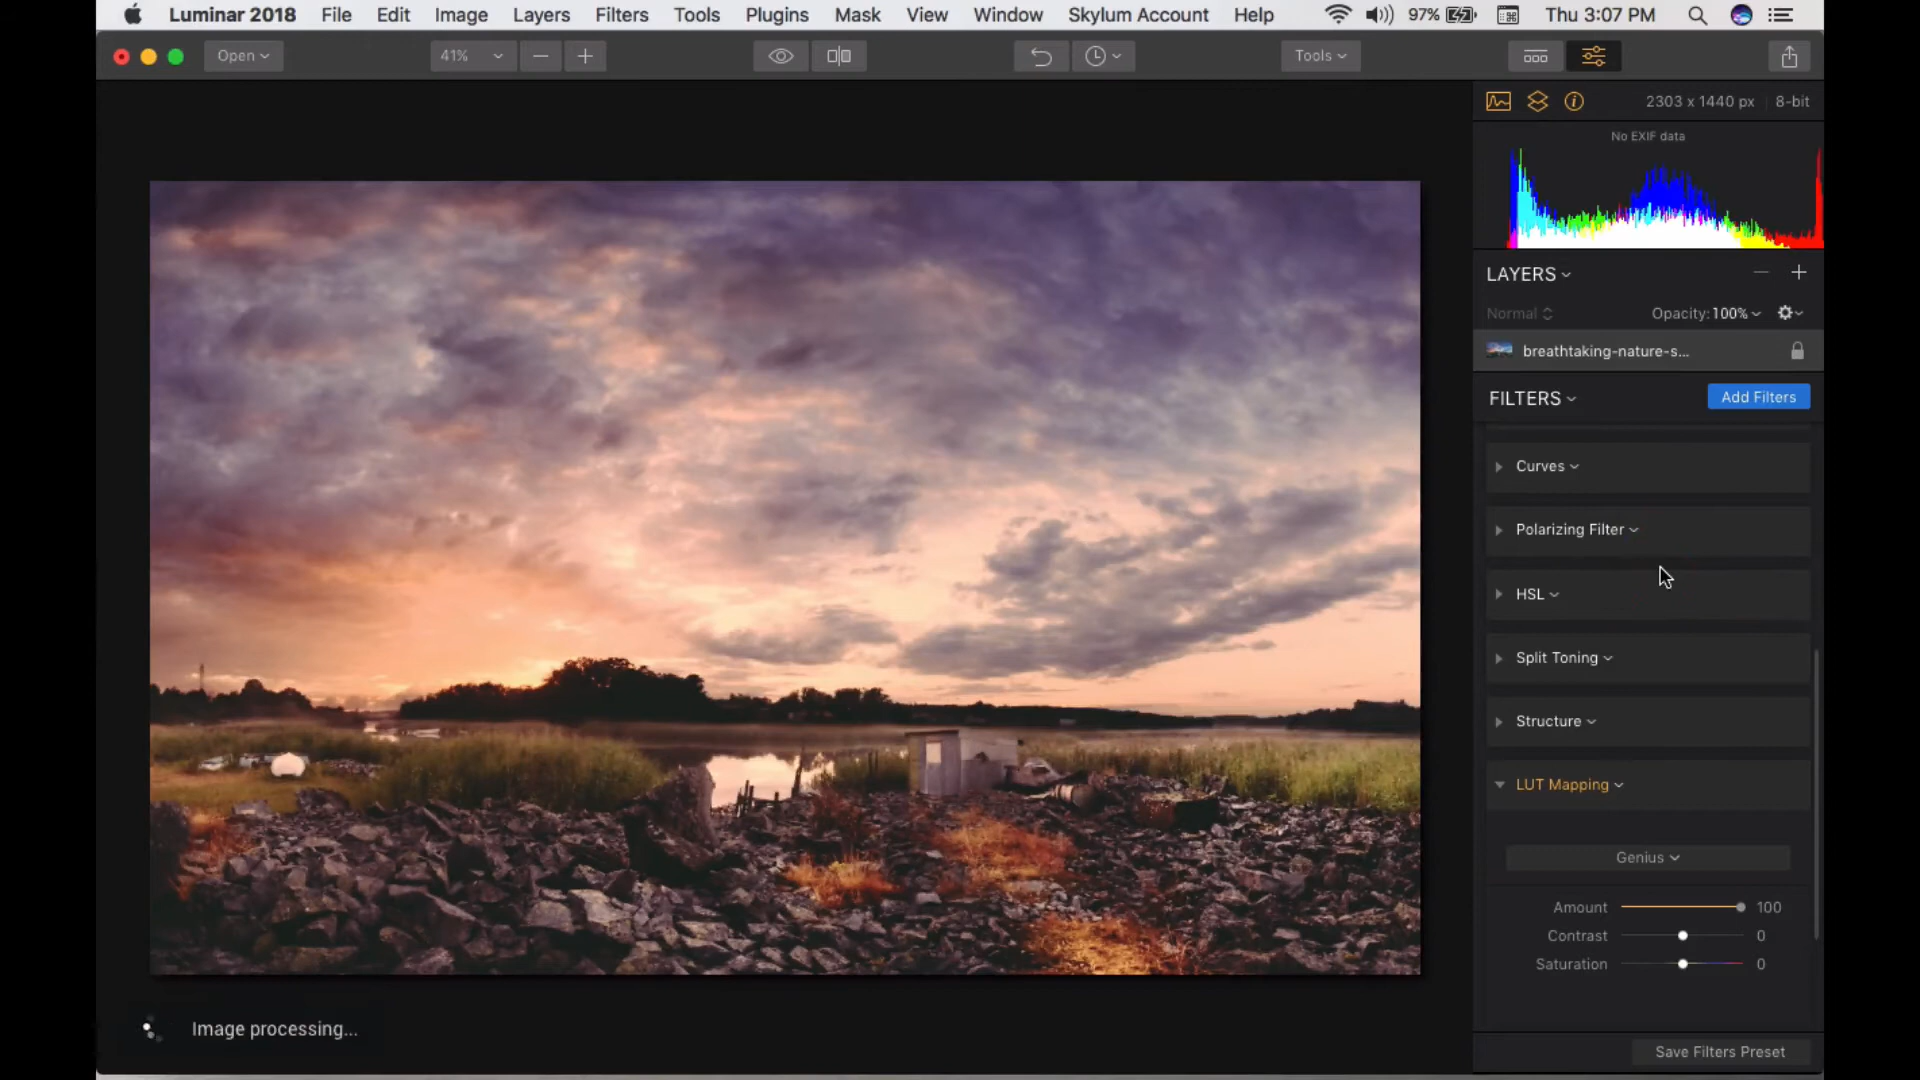 Luminar 2018 File Edit Image Layers Filters Tools Plugins Mask View Window Skylum Account Help 97% Thu 3:07 PM
Open 41% Tools
2303 x 1440 px 8-bit
No EXIF data
LAYERS
Normal Opacity: 100%
breathtaking-nature-s...
FILTERS Add Filters
Curves
Polarizing Filter
HSL
Split Toning
Structure
LUT Mapping
Genius
Amount 100
Contrast 0
Saturation 0
Image processing...
Save Filters Preset